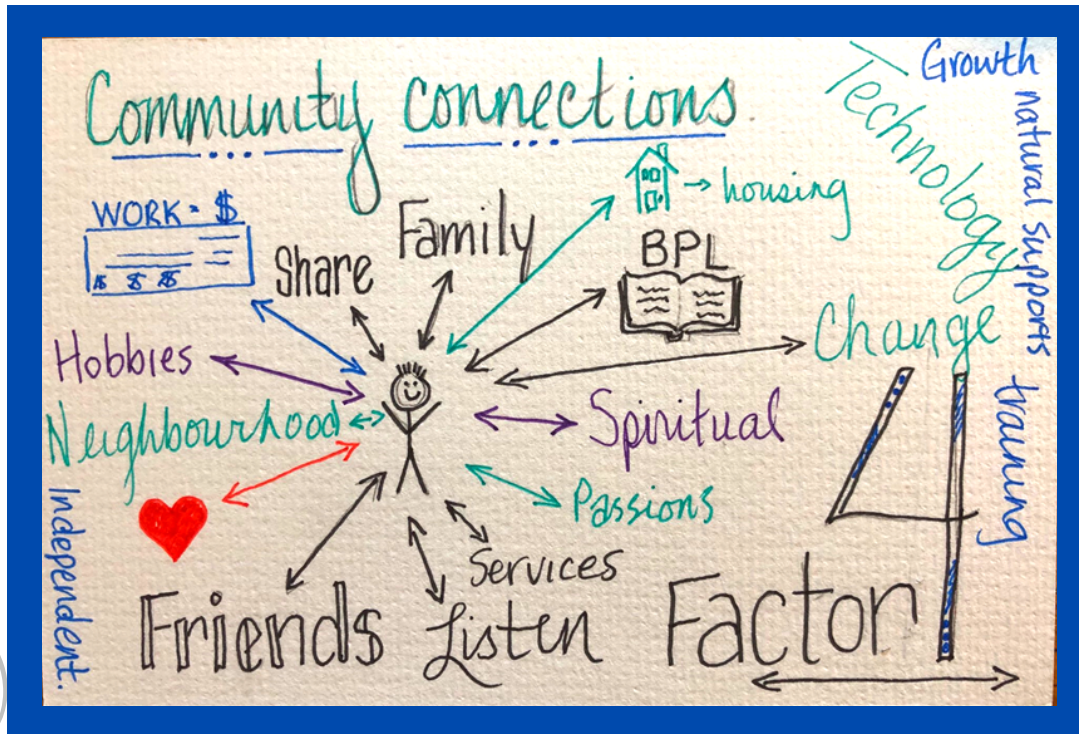 Community connections.
Growth
Technology
natural supports
training
WORK = $
Share
Family
→ housing
BPL
Change
Hobbies
Neighbourhood
Spiritual
Passions
Independent.
Services
Friends
Listen
Factor 4